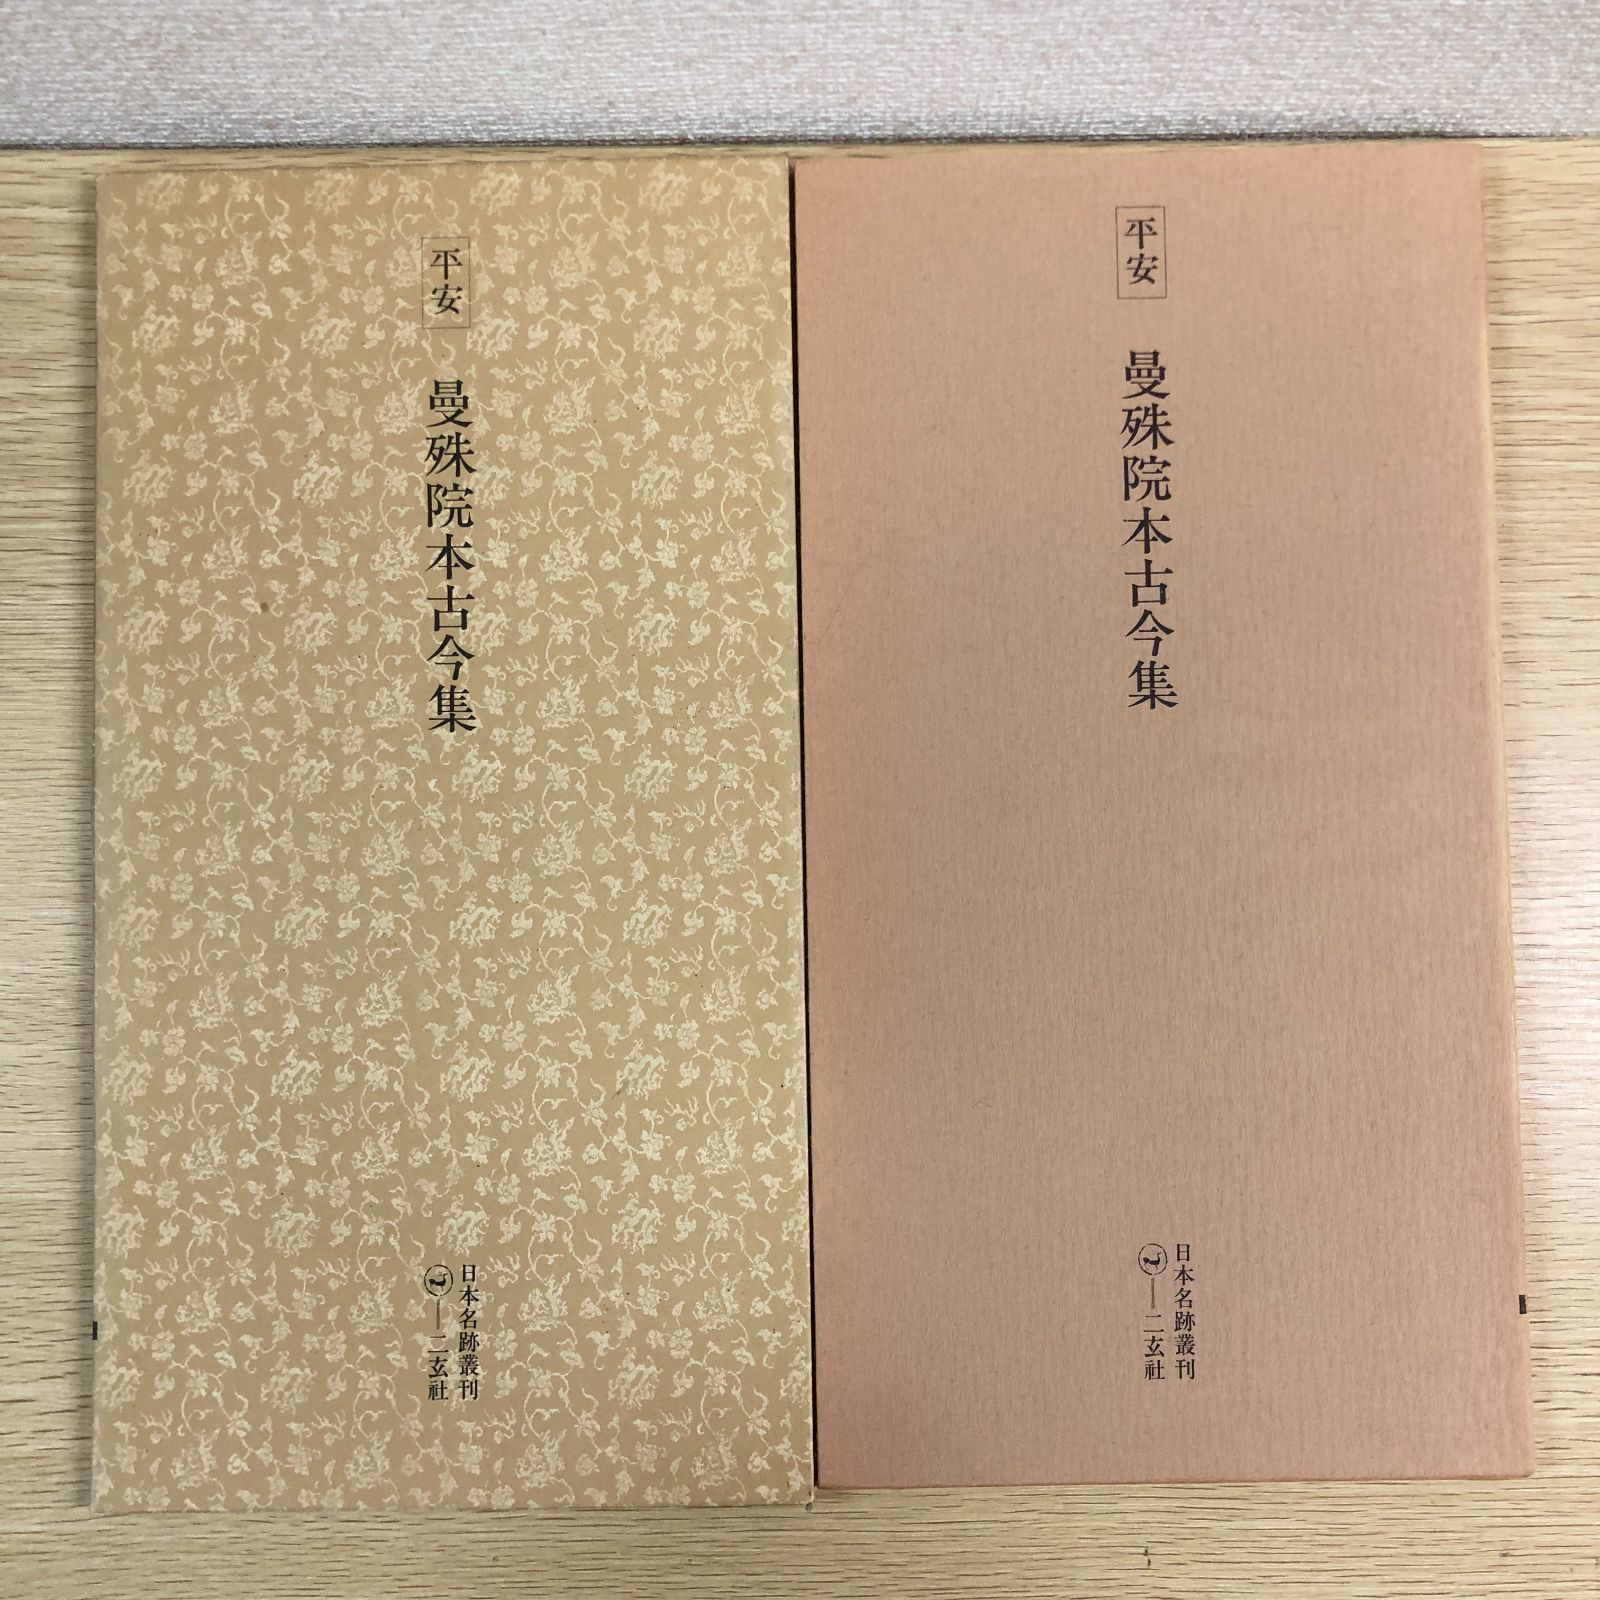 平安
曼殊院本古今集
日本名跡叢刊
二玄社
平安
曼殊院本古今集
日本名跡叢刊
二玄社